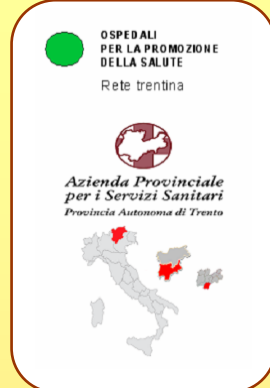 OSPEDALI
PER LA PROMOZIONE
DELLA SALUTE
Rete trentina
Azienda Provinciale
per i Servizi Sanitari
Provincia Autonoma di Trento